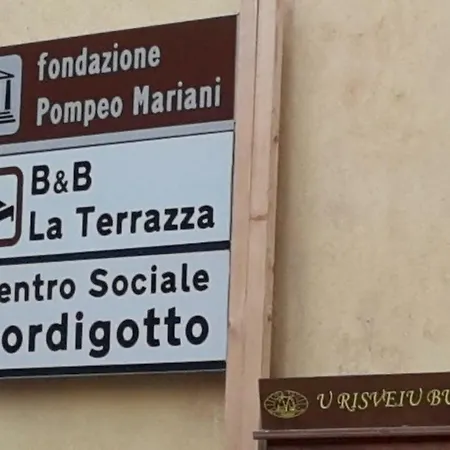 fondazione
Pompeo Mariani
B&B
La Terrazza
entro Sociale
ordigotto
U RISVEIU BU